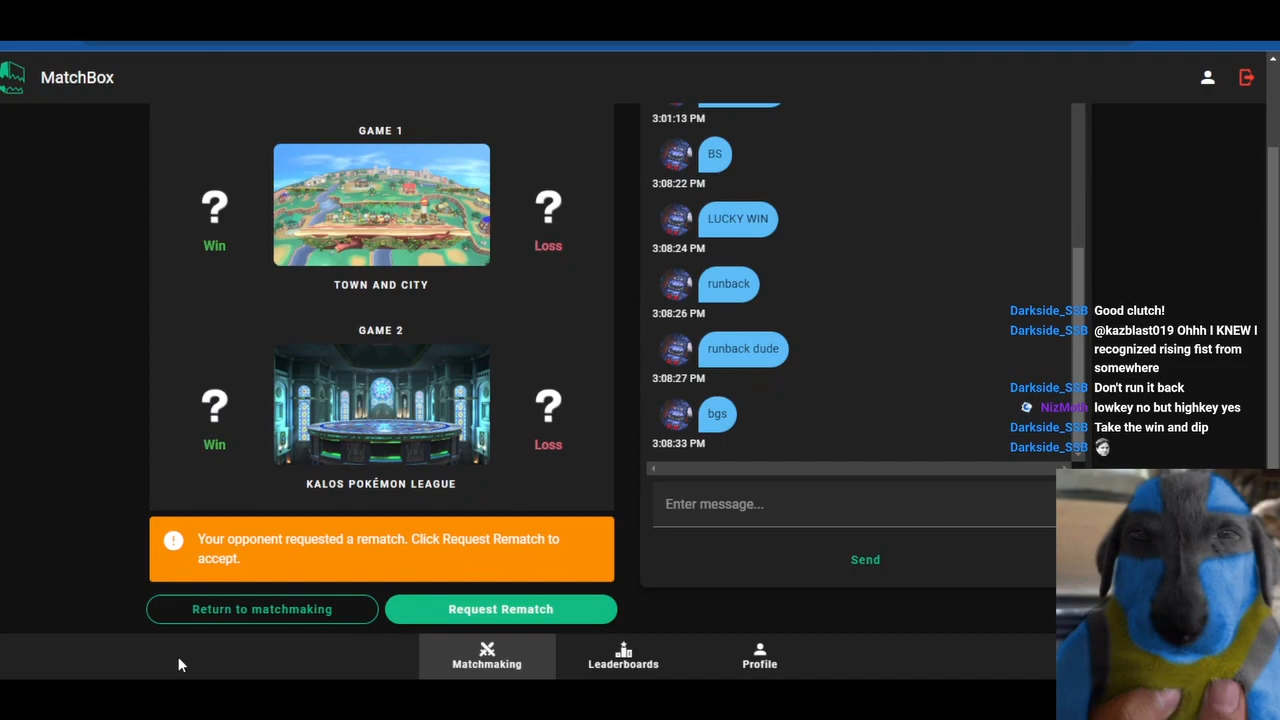 MatchBox
GAME 1
? ?
Win Loss
TOWN AND CITY
GAME 2
? ?
Win Loss
KALOS POKÉMON LEAGUE
! Your opponent requested a rematch. Click Request Rematch to
accept.
Return to matchmaking Request Rematch
3:01:13 PM
BS
3:08:22 PM
LUCKY WIN
3:08:24 PM
runback
3:08:26 PM
runback dude
3:08:27 PM
bgs
3:08:33 PM
Enter message...
Send
Darkside_SSB Good clutch!
Darkside_SSB @kazblast019 Ohhh I KNEW I
recognized rising fist from
somewhere
Darkside_SSB Don't run it back
NizMoth lowkey no but highkey yes
Darkside_SSB Take the win and dip
Darkside_SSB
Matchmaking Leaderboards Profile